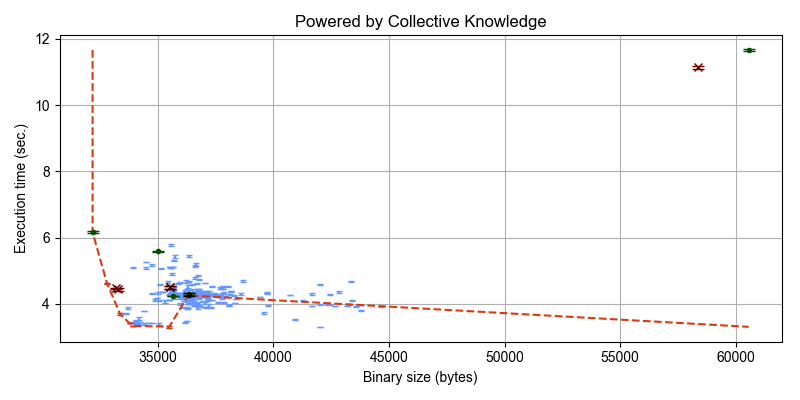 Powered by Collective Knowledge
Execution time (sec.)
12
10
8
6
4
35000 40000 45000 50000 55000 60000
Binary size (bytes)